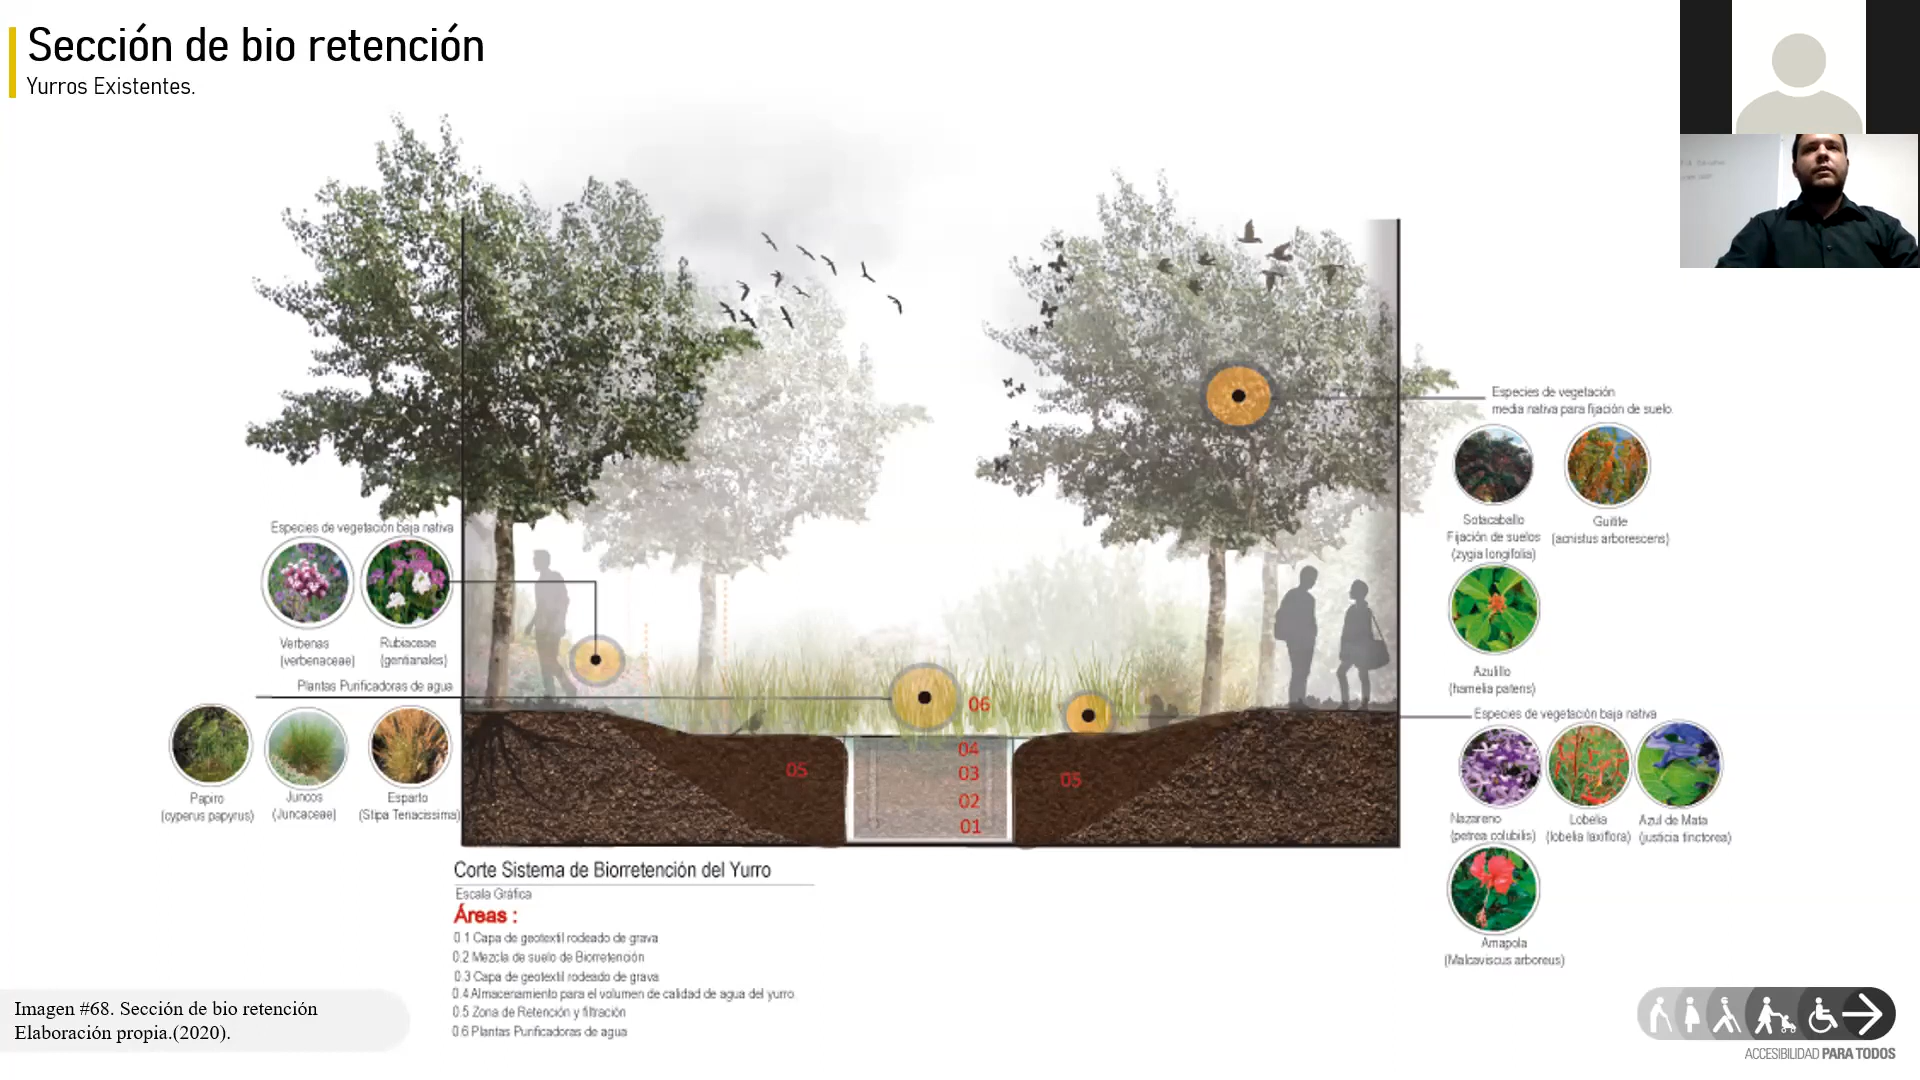 Sección de bio retención
Yurros Existentes.
Especies de vegetación
media nativa para fijación de suelo.
Sotacaballo
Fijación de suelos
(zygia longifolia)
Guitite
(acnistus arborescens)
Azulillo
(hamelia patens)
Especies de vegetación baja nativa
Verbenas
(verbenaceae)
Rubiaceae
(gentianales)
Plantas Purificadoras de agua
Papiro
(cyperus papyrus)
Juncos
(Juncaceae)
Esparto
(Stipa Tenacissima)
06
04
03
02
01
05
05
Especies de vegetación baja nativa
Nazareno
(petrea colubilis)
Lobelia
(lobelia laxiflora)
Azul de Mata
(justicia tinctorea)
Amapola
(Malcaviscus arboreus)
Corte Sistema de Biorretención del Yurro
Escala Gráfica
Áreas :
0.1 Capa de geotextil rodeado de grava
0.2 Mezcla de suelo de Biorretención
0.3 Capa de geotextil rodeado de grava
0.4 Almacenamiento para el volumen de calidad de agua del yurro
0.5 Zona de Retención y filtración
0.6 Plantas Purificadoras de agua
Imagen #68. Sección de bio retención
Elaboración propia.(2020).
ACCESIBILIDAD PARA TODOS